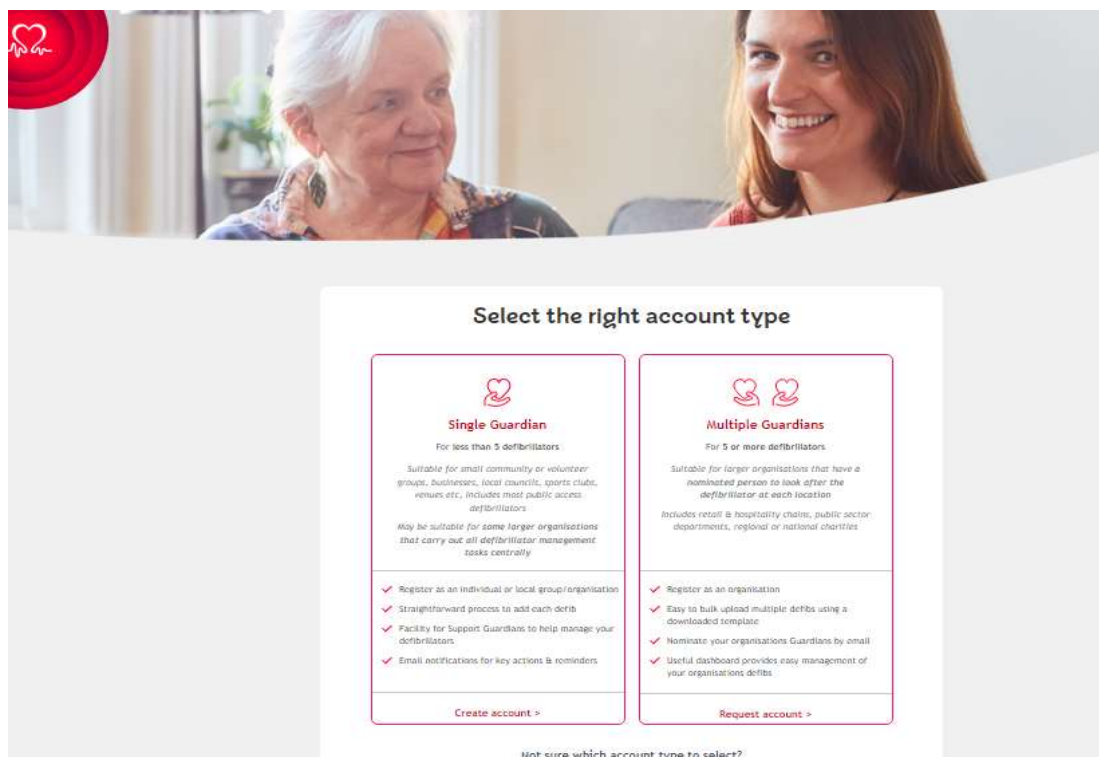 Select the right account type
Single Guardian
For less than 5 defibrillators
Suitable for small community or volunteer
groups, businesses, local councils, sports clubs,
venues etc, includes most public access
defibrillators
May be suitable for some larger organisations
that carry out all defibrillator management
tasks centrally
Register as an individual or local group/organisation
Straightforward process to add each defib
Facility for Support Guardians to help manage your
defibrillators
Email notifications for key actions & reminders
Create account >
Multiple Guardians
For 5 or more defibrillators
Suitable for larger organisations that have a
nominated person to look after the
defibrillator at each location
Includes retail & hospitality chains, public sector
departments, regional or national charities
Register as an organisation
Easy to bulk upload multiple defibs using a
downloaded template
Nominate your organisations Guardians by email
Useful dashboard provides easy management of
your organisations defibs
Request account >
Not sure which account type to select?